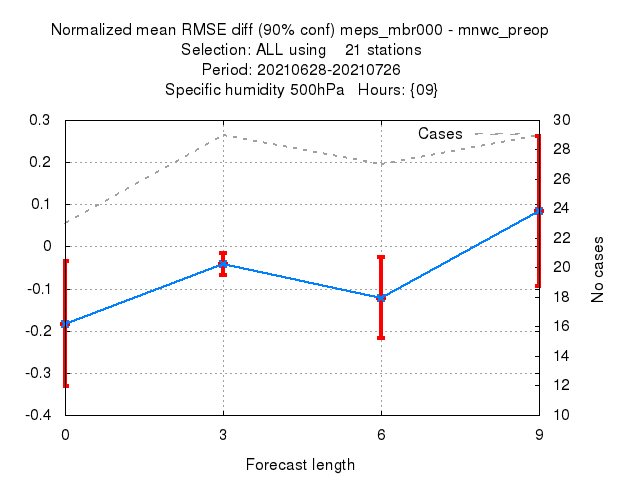 Normalized mean RMSE diff (90% conf) meps_mbr000 - mnwc_preop
Selection: ALL using 21 stations
Period: 20210628-20210726
Specific humidity 500hPa Hours: {09}
Cases
0.3
0.2
0.1
0
-0.1
-0.2
-0.3
-0.4
30
28
26
24
22
20
18
16
14
12
10
No cases
0 3 6 9
Forecast length